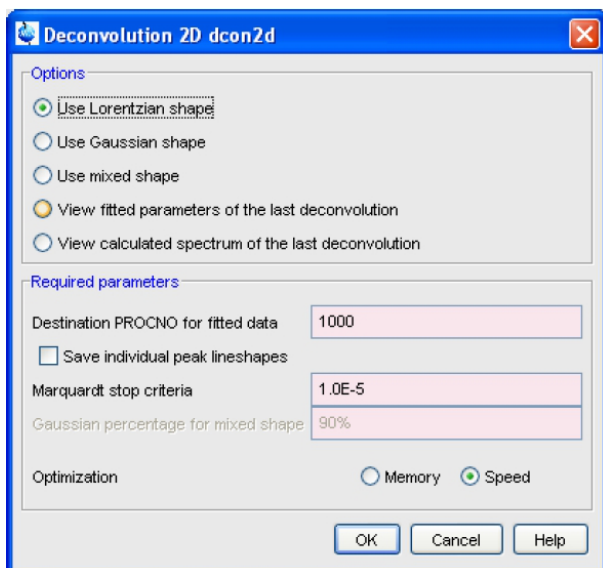 Deconvolution 2D dcon2d
Options
Use Lorentzian shape
Use Gaussian shape
Use mixed shape
View fitted parameters of the last deconvolution
View calculated spectrum of the last deconvolution
Required parameters
Destination PROCNO for fitted data 1000
Save individual peak lineshapes
Marquardt stop criteria 1.0E-5
Gaussian percentage for mixed shape 90%
Optimization Memory Speed
OK Cancel Help